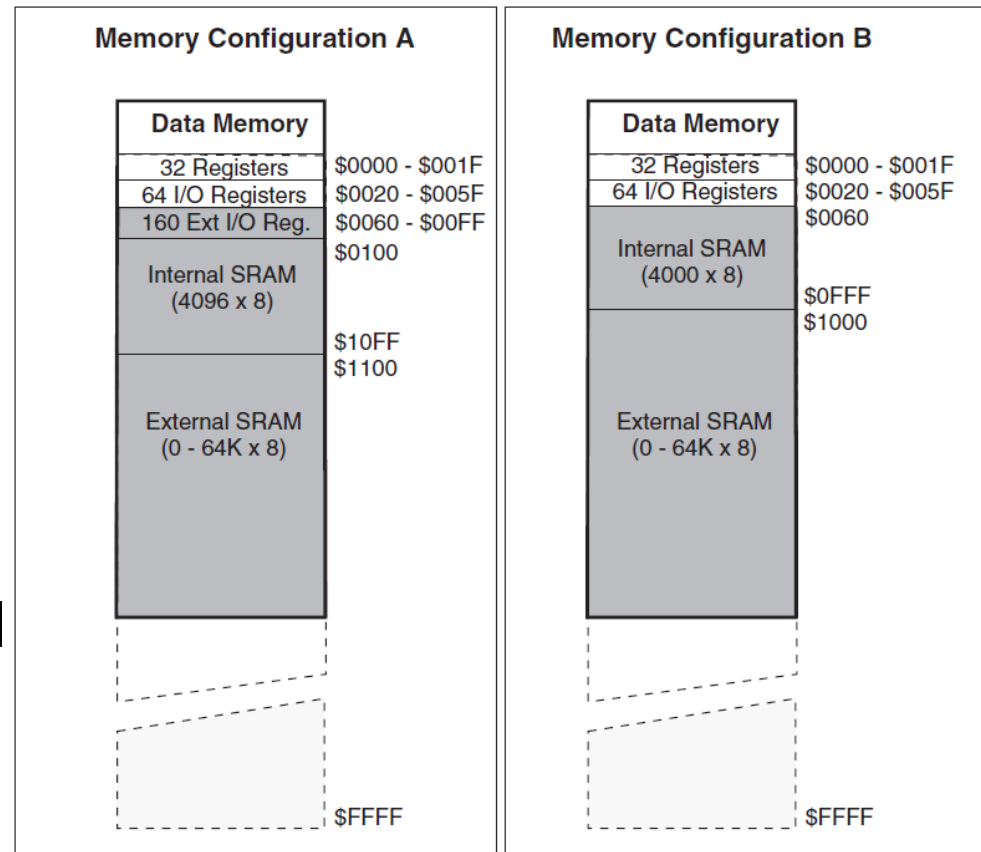 Memory Configuration A
Data Memory
32 Registers $0000 - $001F
64 I/O Registers $0020 - $005F
160 Ext I/O Reg. $0060 - $00FF
$0100
Internal SRAM
(4096 x 8)
$10FF
$1100
External SRAM
(0 - 64K x 8)
$FFFF
Memory Configuration B
Data Memory
32 Registers $0000 - $001F
64 I/O Registers $0020 - $005F
$0060
Internal SRAM
(4000 x 8)
$0FFF
$1000
External SRAM
(0 - 64K x 8)
$FFFF